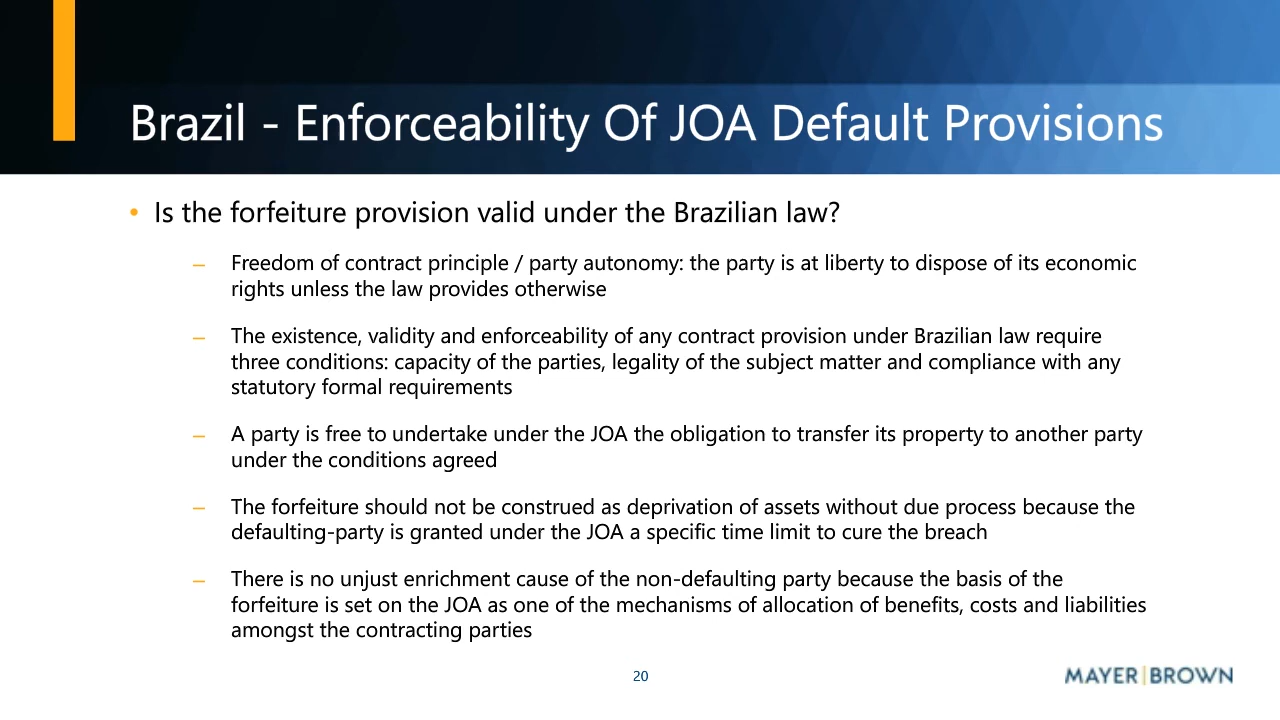 Brazil - Enforceability Of JOA Default Provisions
• Is the forfeiture provision valid under the Brazilian law?
– Freedom of contract principle / party autonomy: the party is at liberty to dispose of its economic
rights unless the law provides otherwise
– The existence, validity and enforceability of any contract provision under Brazilian law require
three conditions: capacity of the parties, legality of the subject matter and compliance with any
statutory formal requirements
– A party is free to undertake under the JOA the obligation to transfer its property to another party
under the conditions agreed
– The forfeiture should not be construed as deprivation of assets without due process because the
defaulting-party is granted under the JOA a specific time limit to cure the breach
– There is no unjust enrichment cause of the non-defaulting party because the basis of the
forfeiture is set on the JOA as one of the mechanisms of allocation of benefits, costs and liabilities
amongst the contracting parties
20
MAYER | BROWN